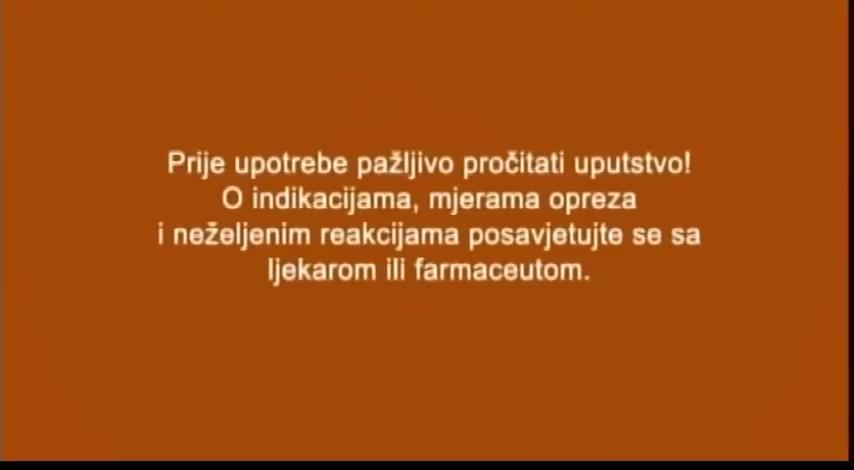 Prije upotrebe pažljivo pročitati uputstvo!
O indikacijama, mjerama opreza
i neželjenim reakcijama posavjetujte se sa
ljekarom ili farmaceutom.